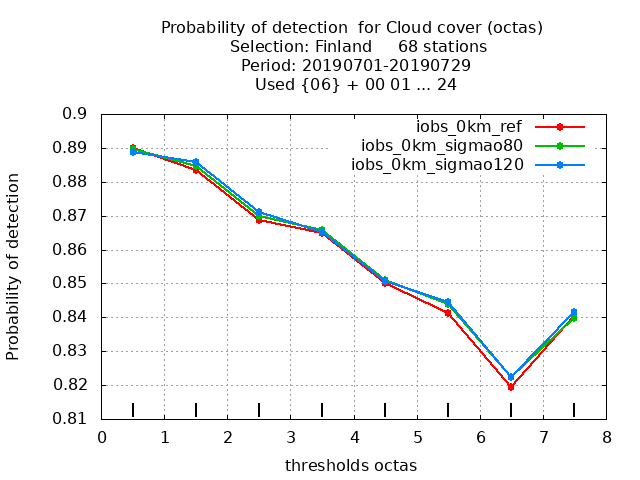 Probability of detection  for Cloud cover (octas)
Selection: Finland     68 stations
Period: 20190701-20190729
Used {06} + 00 01 ... 24
iobs_0km_ref
iobs_0km_sigmao80
iobs_0km_sigmao120
Probability of detection
0.9
0.89
0.88
0.87
0.86
0.85
0.84
0.83
0.82
0.81
0 1 2 3 4 5 6 7 8
thresholds octas